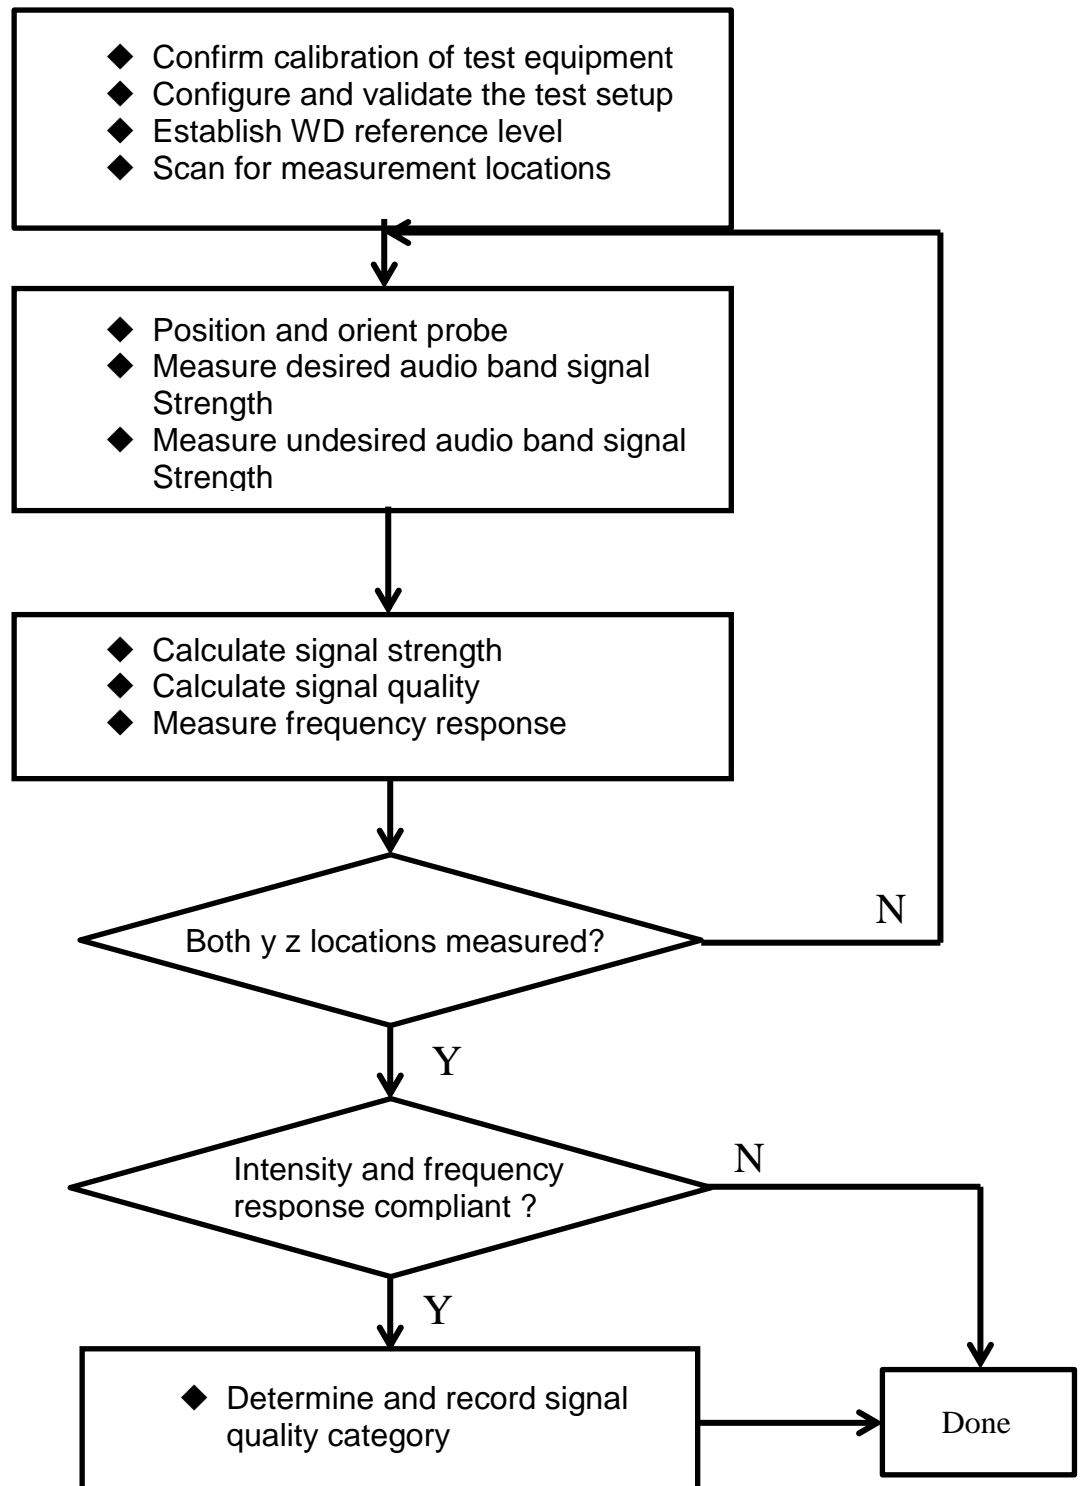 ◆ Confirm calibration of test equipment
◆ Configure and validate the test setup
◆ Establish WD reference level
◆ Scan for measurement locations
◆ Position and orient probe
◆ Measure desired audio band signal
Strength
◆ Measure undesired audio band signal
Strength
◆ Calculate signal strength
◆ Calculate signal quality
◆ Measure frequency response
Both y z locations measured?
N
Y
Intensity and frequency
response compliant ?
N
Y
◆ Determine and record signal
quality category
Done